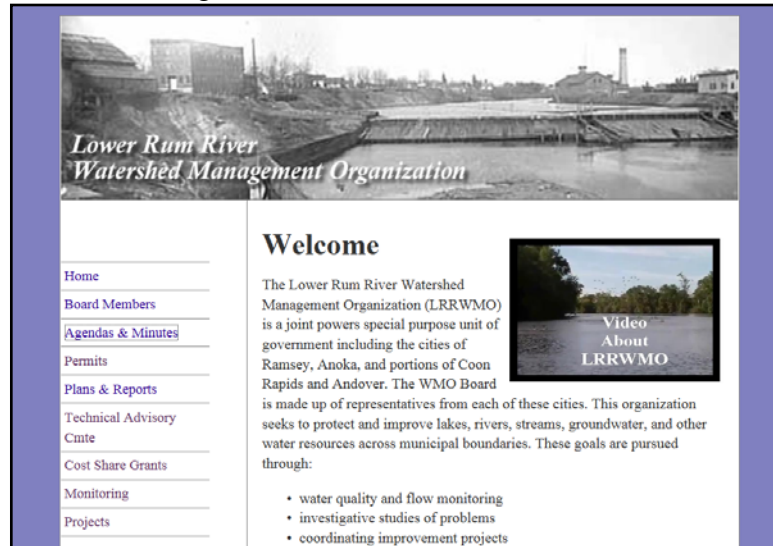 Lower Rum River
Watershed Management Organization
Home
Board Members
Agendas & Minutes
Permits
Plans & Reports
Technical Advisory
Cmte
Cost Share Grants
Monitoring
Projects
Welcome
The Lower Rum River Watershed
Management Organization (LRRWMO)
is a joint powers special purpose unit of
government including the cities of
Ramsey, Anoka, and portions of Coon
Rapids and Andover. The WMO Board
is made up of representatives from each of these cities. This organization
seeks to protect and improve lakes, rivers, streams, groundwater, and other
water resources across municipal boundaries. These goals are pursued
through:
• water quality and flow monitoring
• investigative studies of problems
• coordinating improvement projects
Video
About
LRRWMO